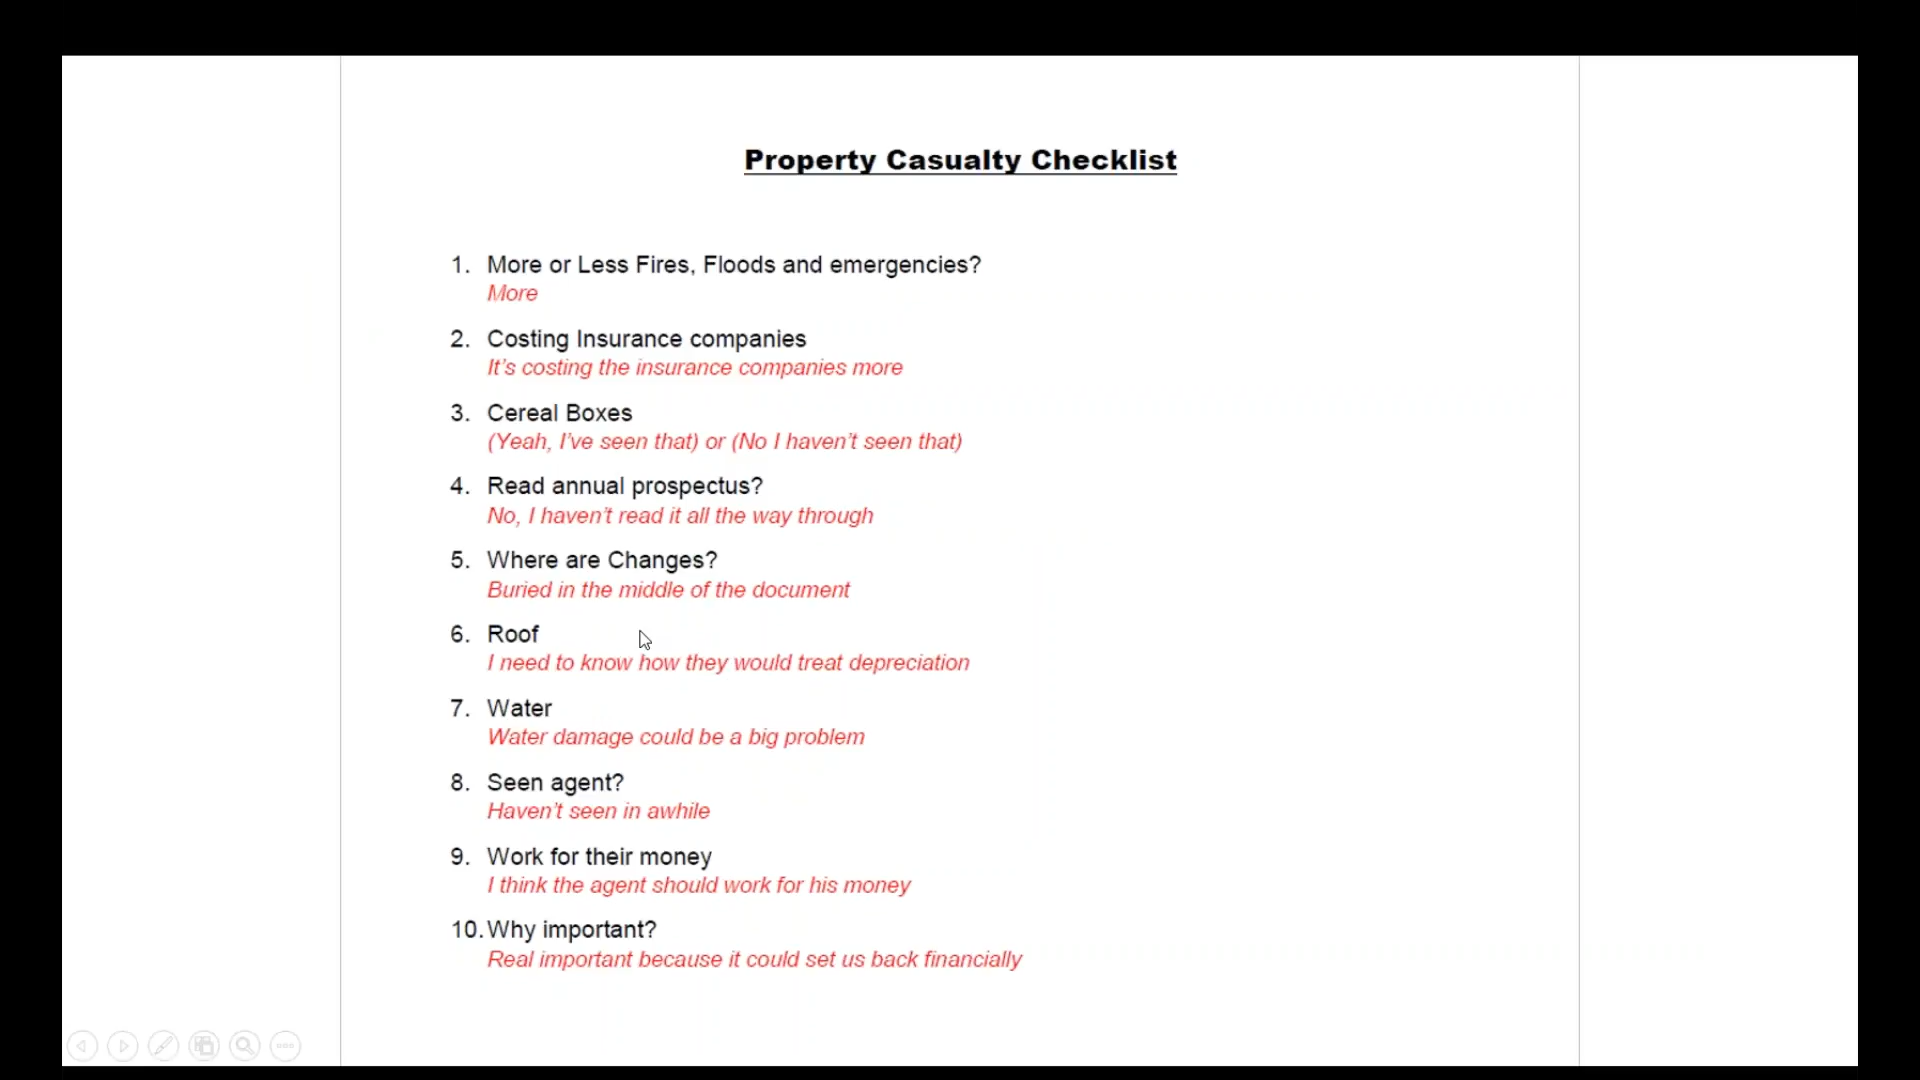 Property Casualty Checklist
1. More or Less Fires, Floods and emergencies?
More
2. Costing Insurance companies
It's costing the insurance companies more
3. Cereal Boxes
(Yeah, I've seen that) or (No I haven't seen that)
4. Read annual prospectus?
No, I haven't read it all the way through
5. Where are Changes?
Buried in the middle of the document
6. Roof
I need to know how they would treat depreciation
7. Water
Water damage could be a big problem
8. Seen agent?
Haven't seen in awhile
9. Work for their money
I think the agent should work for his money
10. Why important?
Real important because it could set us back financially